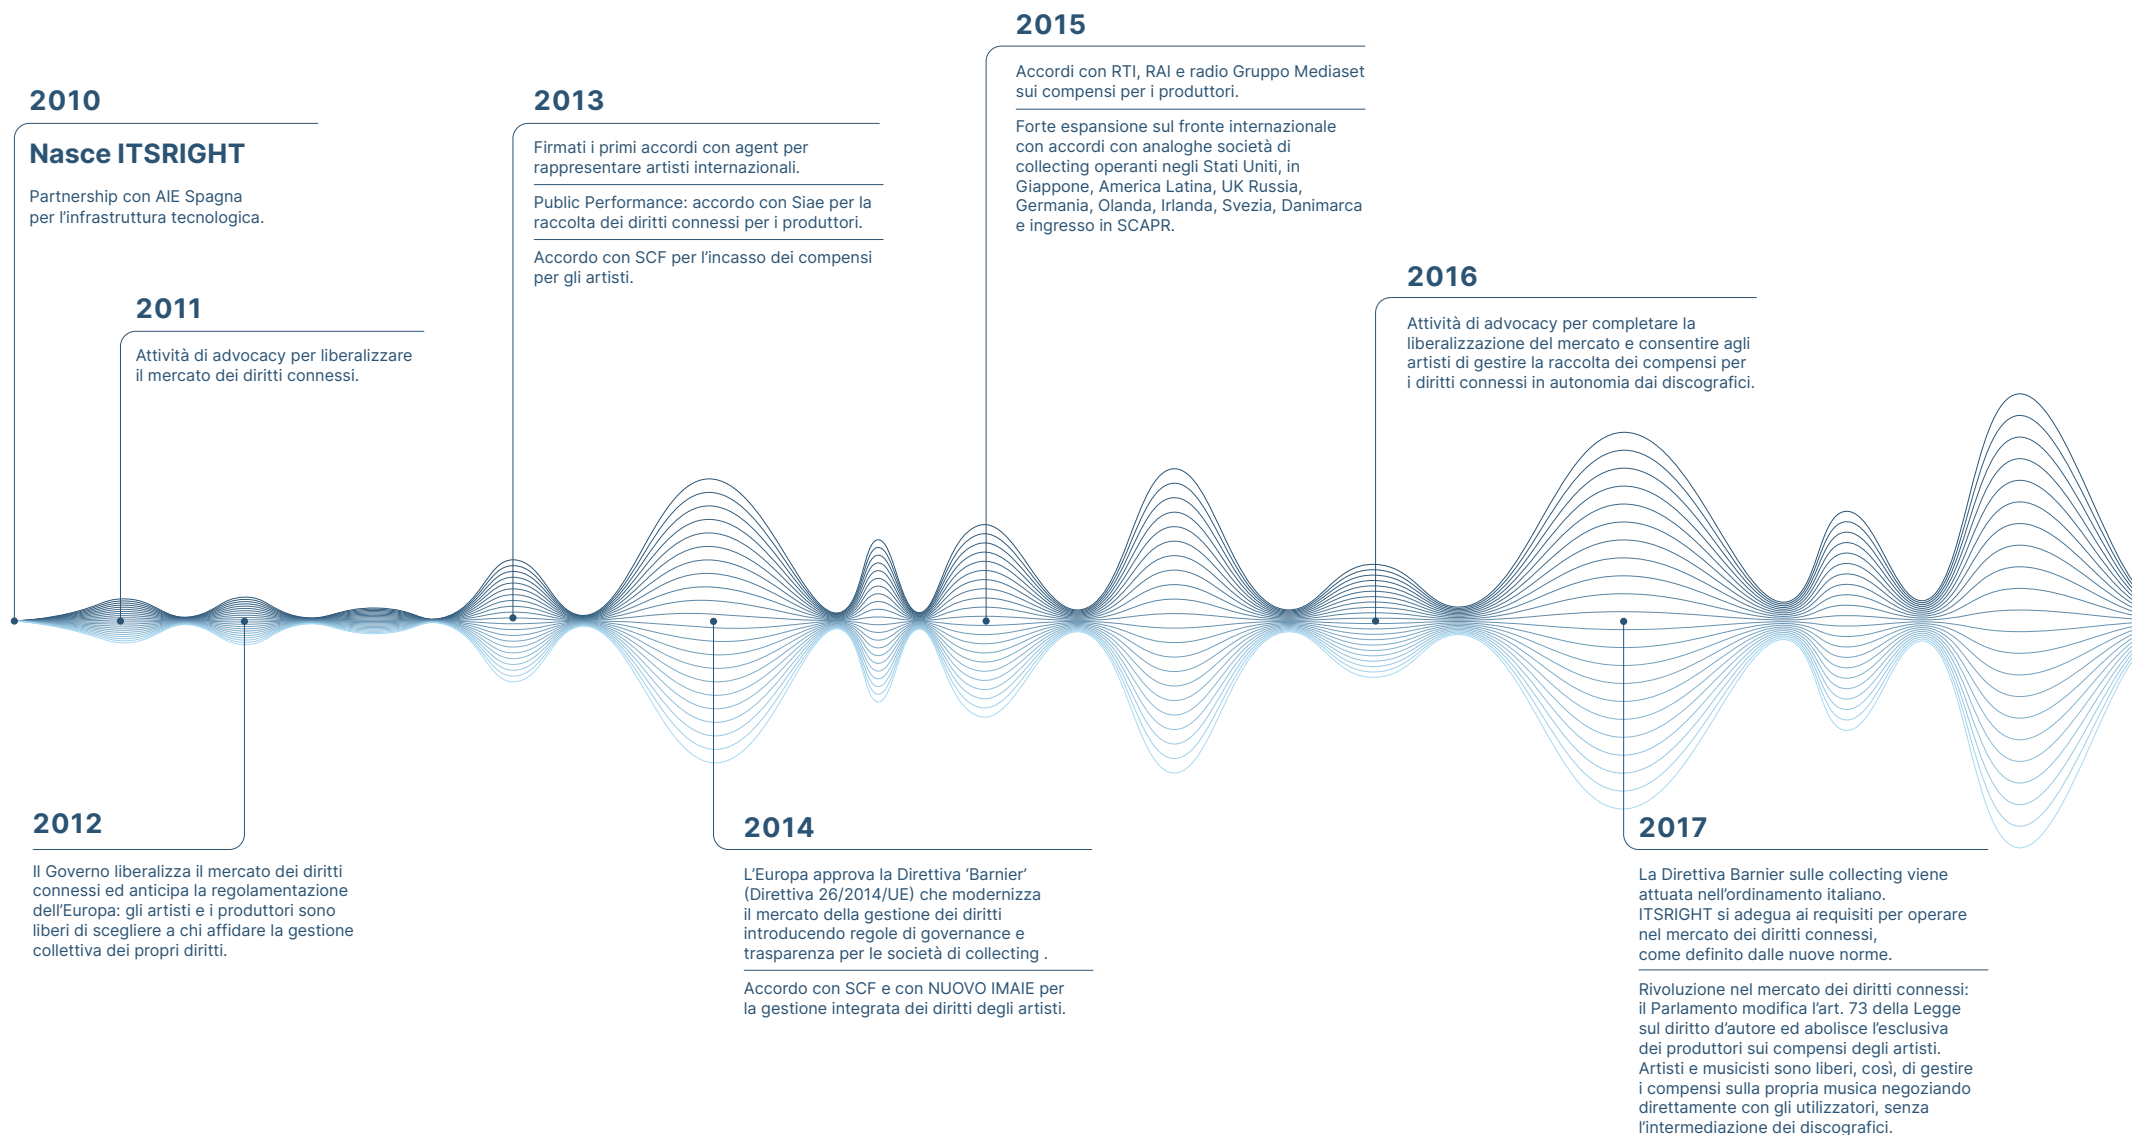 2010
Nasce ITSRIGHT
Partnership con AIE Spagna
per l’infrastruttura tecnologica.
2011
Attività di advocacy per liberalizzare
il mercato dei diritti connessi.
2012
Il Governo liberalizza il mercato dei diritti
connessi ed anticipa la regolamentazione
dell’Europa: gli artisti e i produttori sono
liberi di scegliere a chi affidare la gestione
collettiva dei propri diritti.
2013
Firmati i primi accordi con agent per
rappresentare artisti internazionali.
Public Performance: accordo con Siae per la
raccolta dei diritti connessi per i produttori.
Accordo con SCF per l’incasso dei compensi
per gli artisti.
2014
L’Europa approva la Direttiva ‘Barnier’
(Direttiva 26/2014/UE) che modernizza
il mercato della gestione dei diritti
introducendo regole di governance e
trasparenza per le società di collecting .
Accordo con SCF e con NUOVO IMAIE per
la gestione integrata dei diritti degli artisti.
2015
Accordi con RTI, RAI e radio Gruppo Mediaset
sui compensi per i produttori.
Forte espansione sul fronte internazionale
con accordi con analoghe società di
collecting operanti negli Stati Uniti, in
Giappone, America Latina, UK Russia,
Germania, Olanda, Irlanda, Svezia, Danimarca
e ingresso in SCAPR.
2016
Attività di advocacy per completare la
liberalizzazione del mercato e consentire agli
artisti di gestire la raccolta dei compensi per
i diritti connessi in autonomia dai discografici.
2017
La Direttiva Barnier sulle collecting viene
attuata nell’ordinamento italiano.
ITSRIGHT si adegua ai requisiti per operare
nel mercato dei diritti connessi,
come definito dalle nuove norme.
Rivoluzione nel mercato dei diritti connessi:
il Parlamento modifica l’art. 73 della Legge
sul diritto d’autore ed abolisce l’esclusiva
dei produttori sui compensi degli artisti.
Artisti e musicisti sono liberi, così, di gestire
i compensi sulla propria musica negoziando
direttamente con gli utilizzatori, senza
l’intermediazione dei discografici.